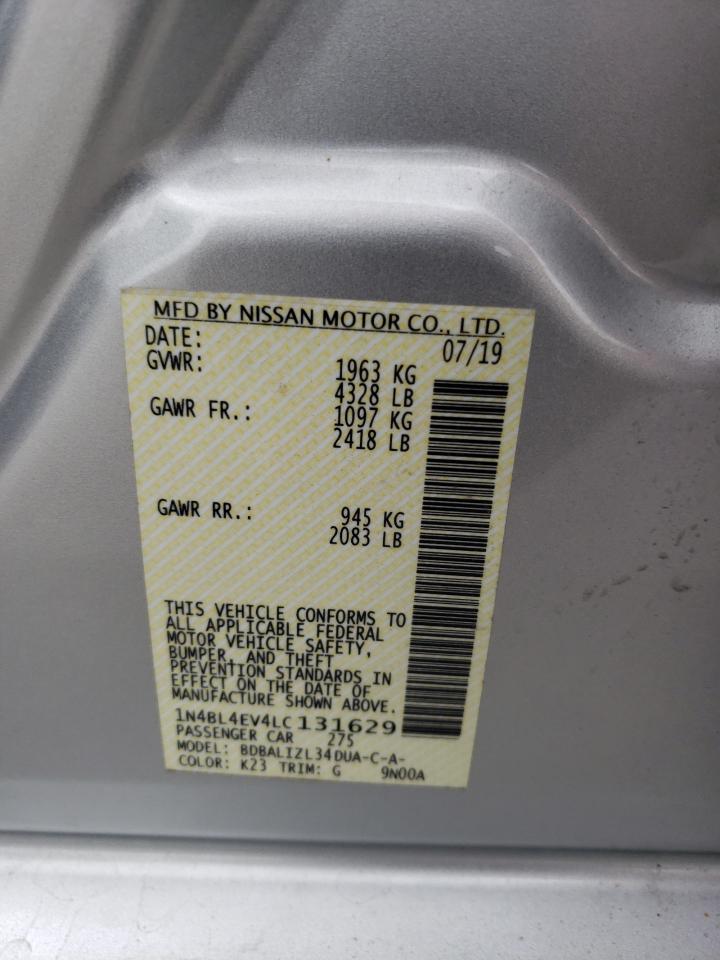 MFD BY NISSAN MOTOR CO., LTD.
DATE: 07/19
GVWR: 1963 KG
4328 LB
GAWR FR.: 1097 KG
2418 LB
GAWR RR.: 945 KG
2083 LB
THIS VEHICLE CONFORMS TO
ALL APPLICABLE FEDERAL
MOTOR VEHICLE SAFETY,
BUMPER, AND THEFT
PREVENTION STANDARDS IN
EFFECT ON THE DATE OF
MANUFACTURE SHOWN ABOVE.
1N4BL4EV4LC131629
PASSENGER CAR 275
MODEL: BDBALIZL34DUA-C-A-
COLOR: K23 TRIM: G 9N00A